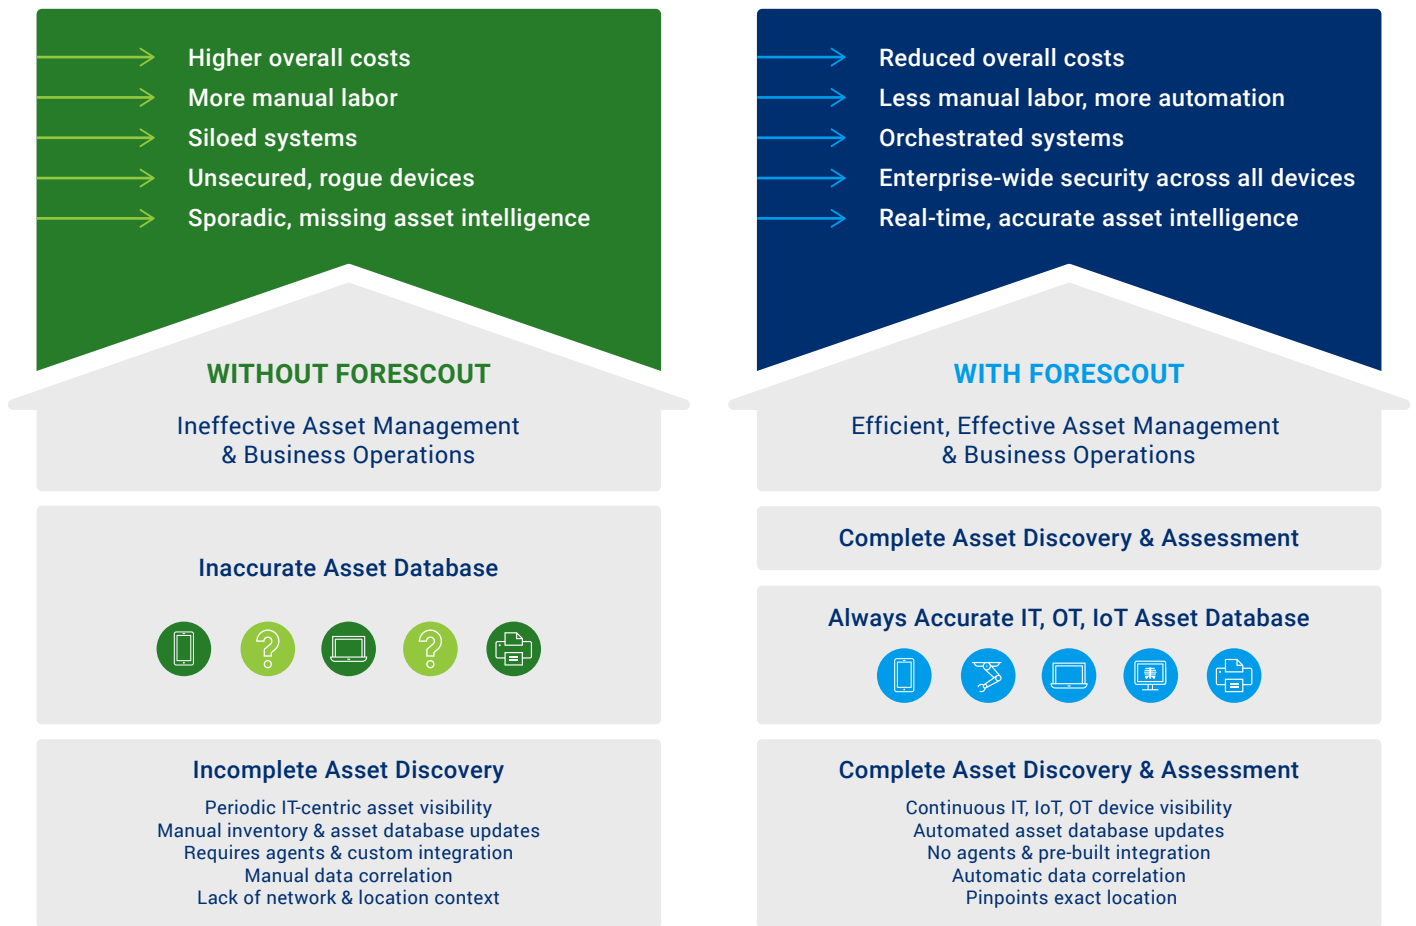 Higher overall costs
More manual labor
Siloed systems
Unsecured, rogue devices
Sporadic, missing asset intelligence
WITHOUT FORESCOUT
Ineffective Asset Management
& Business Operations
Inaccurate Asset Database
Incomplete Asset Discovery
Periodic IT-centric asset visibility
Manual inventory & asset database updates
Requires agents & custom integration
Manual data correlation
Lack of network & location context
Reduced overall costs
Less manual labor, more automation
Orchestrated systems
Enterprise-wide security across all devices
Real-time, accurate asset intelligence
WITH FORESCOUT
Efficient, Effective Asset Management
& Business Operations
Complete Asset Discovery & Assessment
Always Accurate IT, OT, IoT Asset Database
Complete Asset Discovery & Assessment
Continuous IT, IoT, OT device visibility
Automated asset database updates
No agents & pre-built integration
Automatic data correlation
Pinpoints exact location